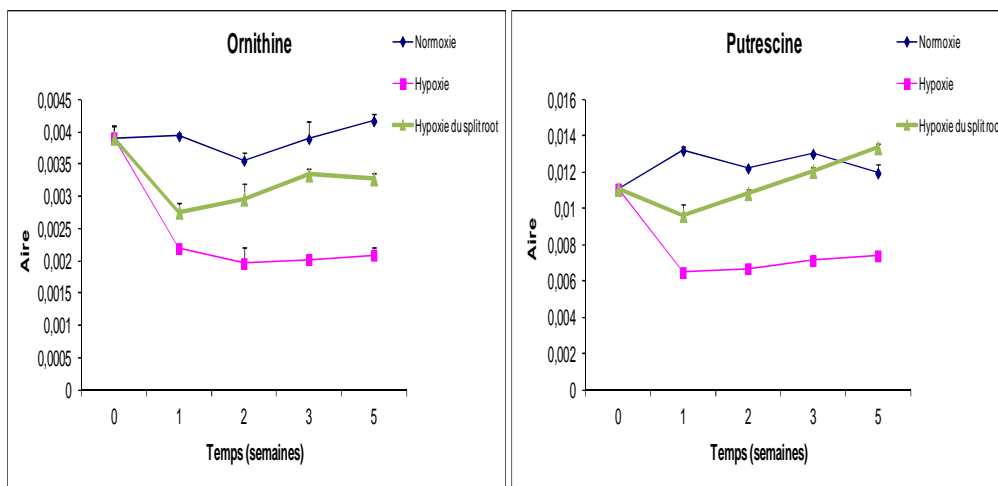 Ornithine
Normoxie
Hypoxie
Hypoxie du split root
0,0045
0,004
0,0035
0,003
0,0025
0,002
0,0015
0,001
0,0005
0
Aire
0 1 2 3 5
Temps (semaines)
Putrescine
Normoxie
Hypoxie
Hypoxie du split root
0,016
0,014
0,012
0,01
0,008
0,006
0,004
0,002
0
Aire
0 1 2 3 5
Temps (semaines)